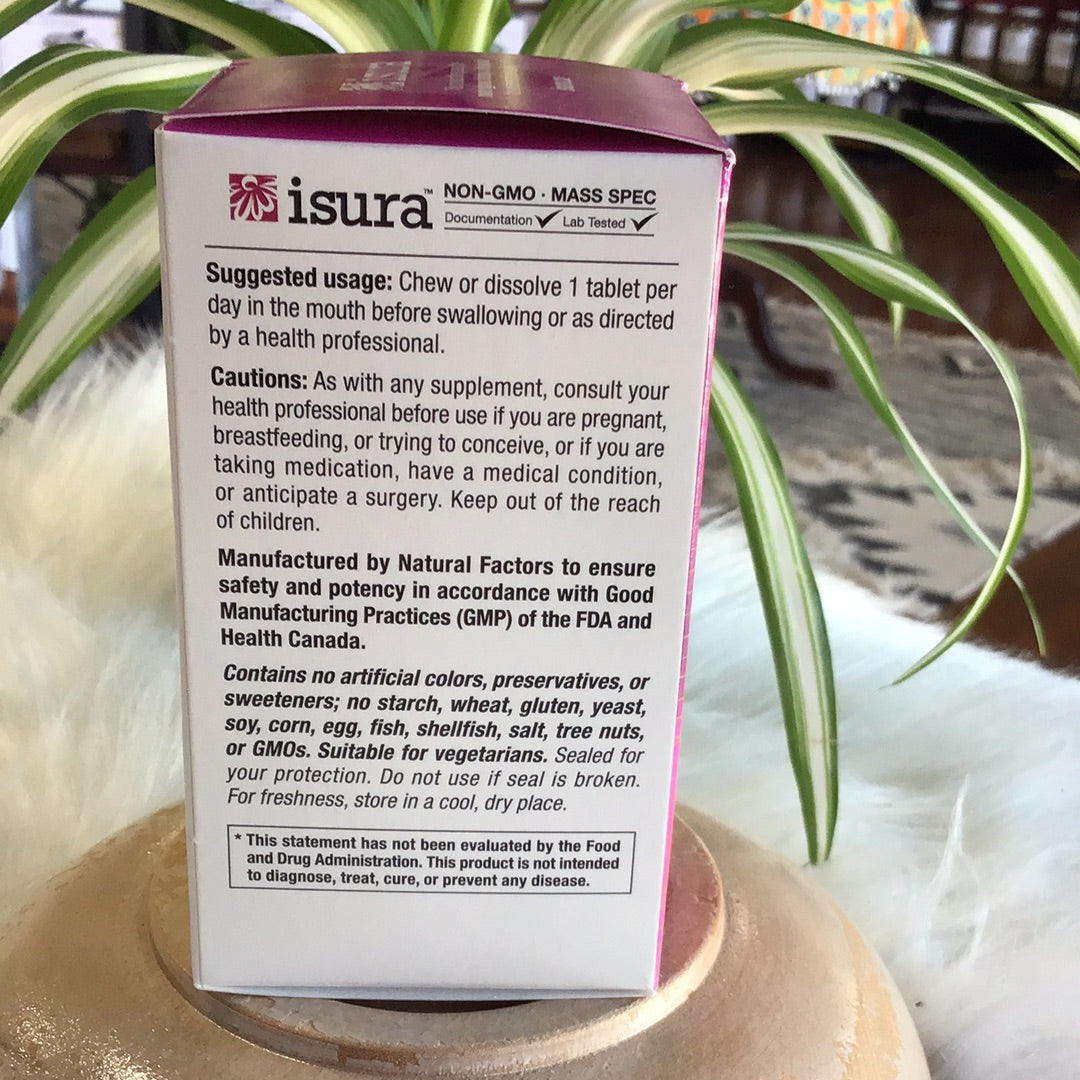 isura™ NON-GMO · MASS SPEC
Documentation ✓ Lab Tested ✓
Suggested usage: Chew or dissolve 1 tablet per
day in the mouth before swallowing or as directed
by a health professional.
Cautions: As with any supplement, consult your
health professional before use if you are pregnant,
breastfeeding, or trying to conceive, or if you are
taking medication, have a medical condition,
or anticipate a surgery. Keep out of the reach
of children.
Manufactured by Natural Factors to ensure
safety and potency in accordance with Good
Manufacturing Practices (GMP) of the FDA and
Health Canada.
Contains no artificial colors, preservatives, or
sweeteners; no starch, wheat, gluten, yeast,
soy, corn, egg, fish, shellfish, salt, tree nuts,
or GMOs. Suitable for vegetarians. Sealed for
your protection. Do not use if seal is broken.
For freshness, store in a cool, dry place.
* This statement has not been evaluated by the Food
and Drug Administration. This product is not intended
to diagnose, treat, cure, or prevent any disease.